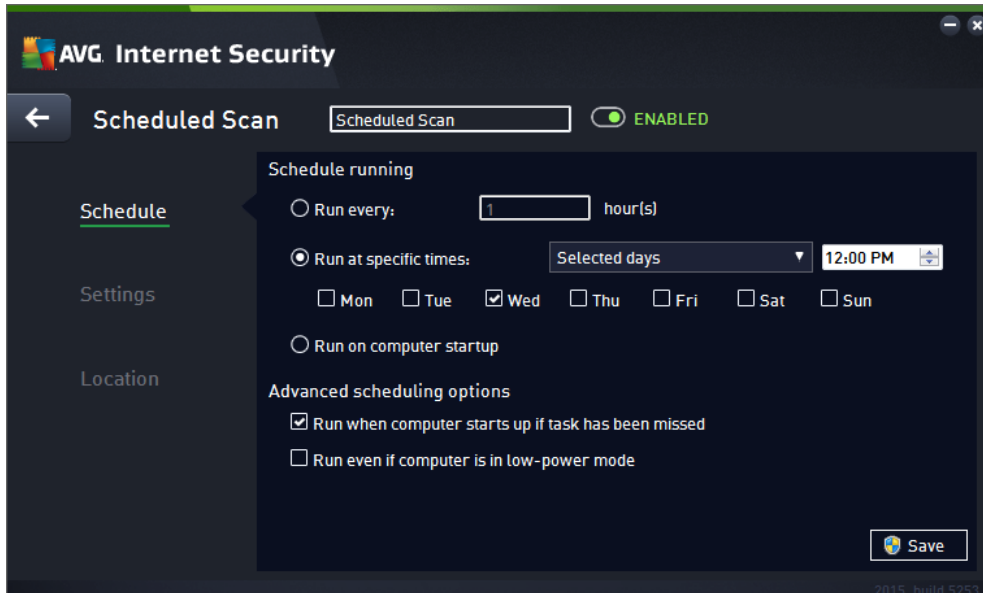 AVG. Internet Security
Scheduled Scan
Scheduled Scan
ENABLED
Schedule
Settings
Location
Schedule running
Run every:
1
hour(s)
Run at specific times:
Selected days
12:00 PM
Mon Tue Wed Thu Fri Sat Sun
Run on computer startup
Advanced scheduling options
Run when computer starts up if task has been missed
Run even if computer is in low-power mode
Save
2015, build 5253